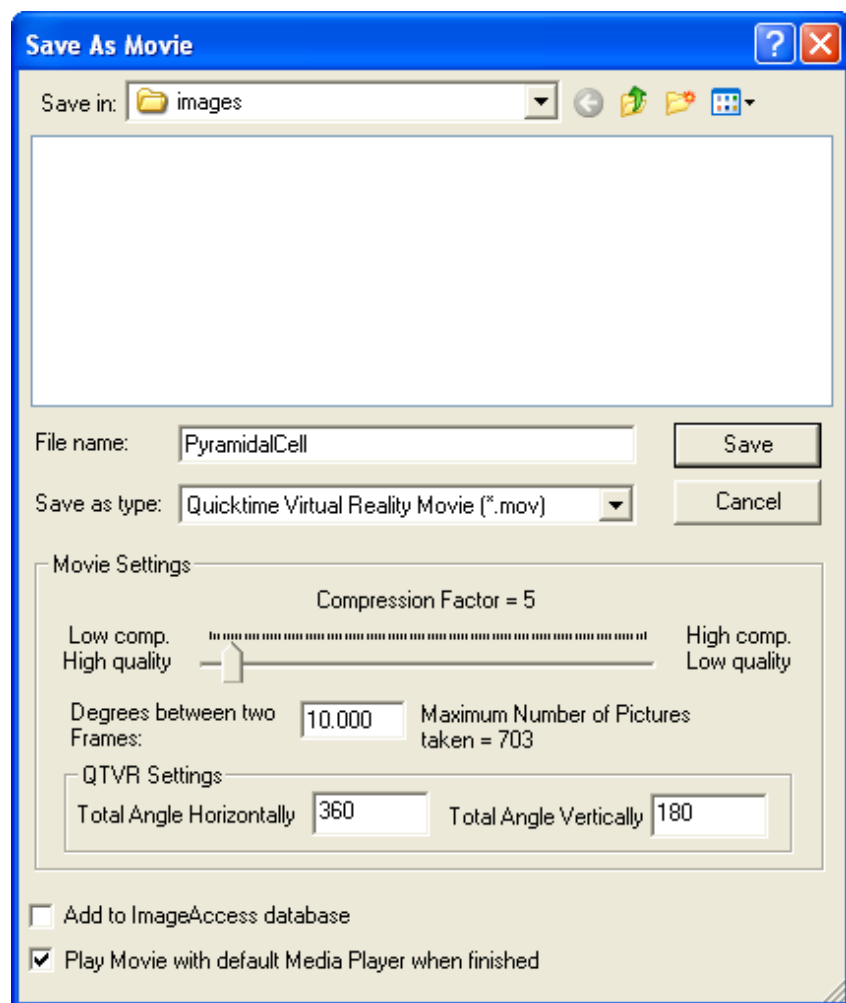 Save As Movie
Save in: images
File name: PyramidalCell
Save
Save as type: Quicktime Virtual Reality Movie (*.mov)
Cancel
Movie Settings
Compression Factor = 5
Low comp.
High quality
High comp.
Low quality
Degrees between two
Frames:
10.000
Maximum Number of Pictures
taken = 703
QTVR Settings
Total Angle Horizontally 360 Total Angle Vertically 180
Add to ImageAccess database
Play Movie with default Media Player when finished